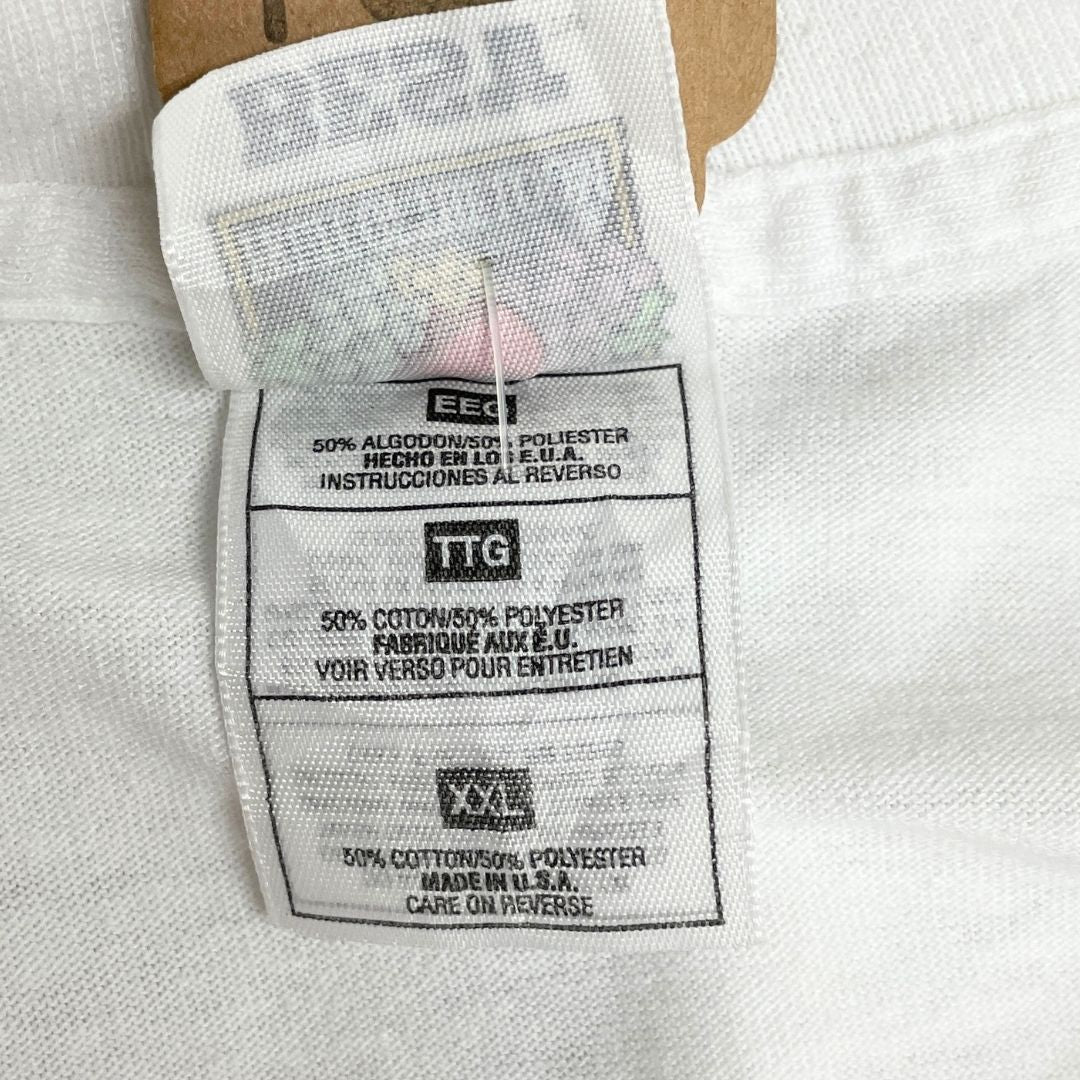 EEG
50% ALGODON/50% POLIESTER
HECHO EN LOS E.U.A.
INSTRUCCIONES AL REVERSO
TTG
50% COTON/50% POLYESTER
FABRIQUÉ AUX É.U.
VOIR VERSO POUR ENTRETIEN
XXL
50% COTTON/50% POLYESTER
MADE IN U.S.A.
CARE ON REVERSE